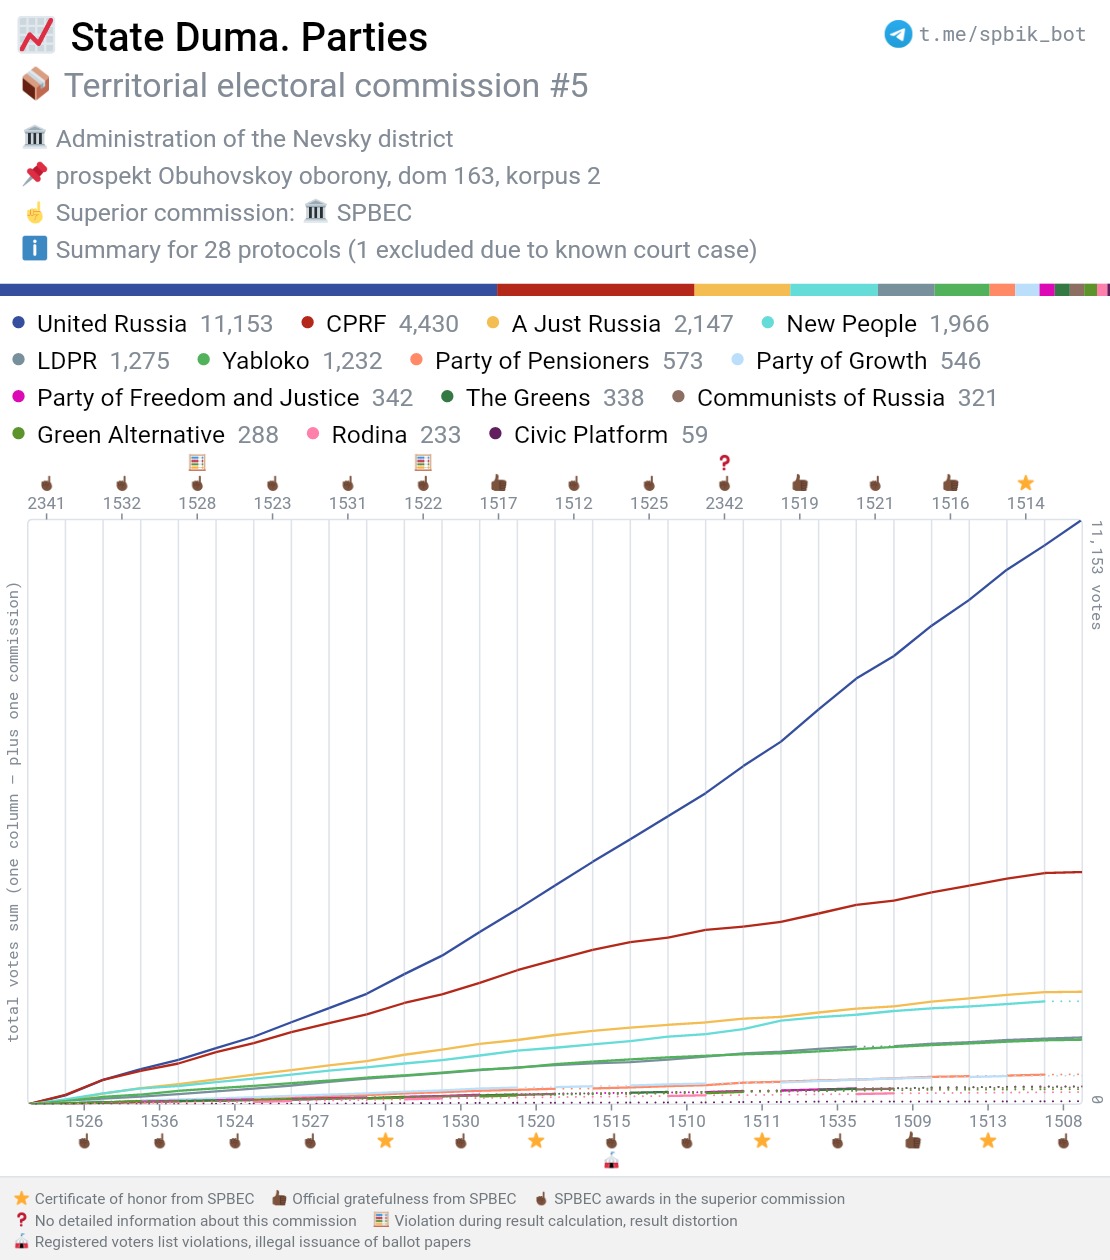 State Duma. Parties
t.me/spbik_bot
Territorial electoral commission #5
Administration of the Nevsky district
prospekt Obuhovskoy oborony, dom 163, korpus 2
Superior commission: SPBEC
Summary for 28 protocols (1 excluded due to known court case)
United Russia 11,153 CPRF 4,430 A Just Russia 2,147 New People 1,966
LDPR 1,275 Yabloko 1,232 Party of Pensioners 573 Party of Growth 546
Party of Freedom and Justice 342 The Greens 338 Communists of Russia 321
Green Alternative 288 Rodina 233 Civic Platform 59
2341 1532 1528 1523 1531 1522 1517 1512 1525 2342 1519 1521 1516 1514
total votes sum (one column – plus one commission)
11,153 votes
0
1526 1536 1524 1527 1518 1530 1520 1515 1510 1511 1535 1509 1513 1508
Certificate of honor from SPBEC Official gratefulness from SPBEC SPBEC awards in the superior commission
No detailed information about this commission Violation during result calculation, result distortion
Registered voters list violations, illegal issuance of ballot papers